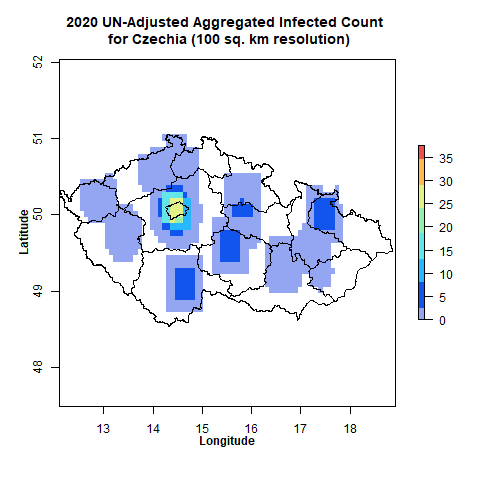 2020 UN-Adjusted Aggregated Infected Count
for Czechia (100 sq. km resolution)
52
51
50
49
48
Latitude
13 14 15 16 17 18
Longitude
35
30
25
20
15
10
5
0